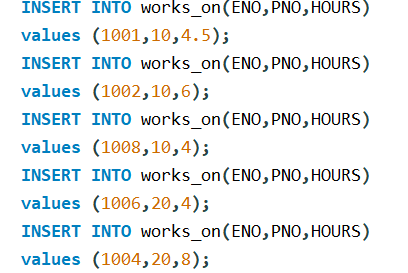 INSERT INTO works_on(ENO,PNO,HOURS)
values (1001,10,4.5);
INSERT INTO works_on(ENO,PNO,HOURS)
values (1002,10,6);
INSERT INTO works_on(ENO,PNO,HOURS)
values (1008,10,4);
INSERT INTO works_on(ENO,PNO,HOURS)
values (1006,20,4);
INSERT INTO works_on(ENO,PNO,HOURS)
values (1004,20,8);